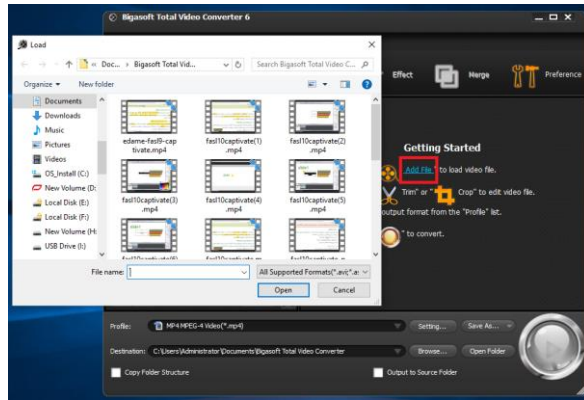 Bigasoft Total Video Converter 6
Load
« Doc... › Bigasoft Total Vid...
Search Bigasoft Total Video C...
Organize
New folder
Documents
Downloads
Music
Pictures
Videos
OS_Install (C:)
New Volume (D:
Local Disk (E:)
Local Disk (F:)
New Volume (H:
USB Drive (I:)
edame-fasl9-cap
tivate.mp4
fasl10captivate(1)
.mp4
fasl10captivate(2)
.mp4
fasl10captivate(3)
.mp4
fasl10captivate(4)
.mp4
fasl10captivate(5)
.mp4
fasl10captivate(6)
File name:
All Supported Formats(*.avi;*.a
Open
Cancel
Effect
Merge
Preference
Getting Started
Add File " to load video file.
Trim" or " Crop" to edit video file.
output format from the "Profile" list.
" to convert.
Profile:
MP4 MPEG-4 Video(*.mp4)
Setting...
Save As...
Destination:
C:\Users\Administrator\Documents\Bigasoft Total Video Converter
Browse...
Open Folder
Copy Folder Structure
Output to Source Folder